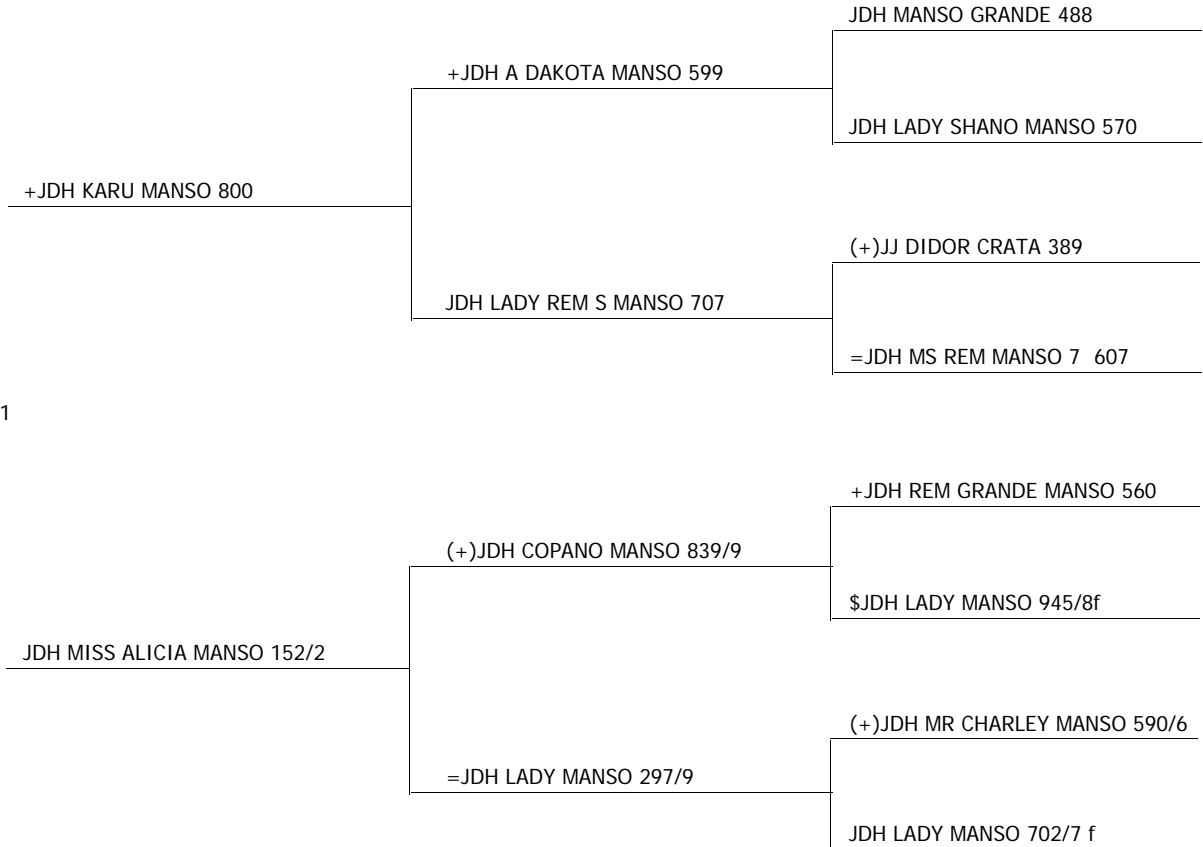 JDH MANSO GRANDE 488
+JDH A DAKOTA MANSO 599
JDH LADY SHANO MANSO 570
+JDH KARU MANSO 800
(+)JJ DIDOR CRATA 389
JDH LADY REM S MANSO 707
=JDH MS REM MANSO 7 607
1
+JDH REM GRANDE MANSO 560
(+)JDH COPANO MANSO 839/9
$JDH LADY MANSO 945/8f
JDH MISS ALICIA MANSO 152/2
(+)JDH MR CHARLEY MANSO 590/6
=JDH LADY MANSO 297/9
JDH LADY MANSO 702/7 f